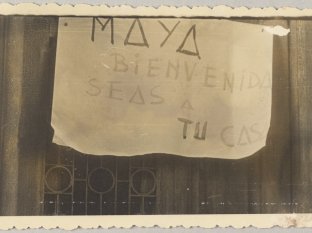 MAYA
BIENVENIDA
SEAS A
TU CAS